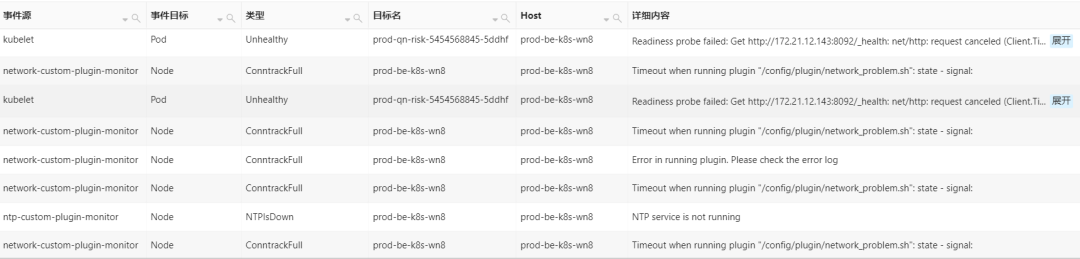 事件源 事件目标 类型 目标名 Host 详细内容
kubelet Pod Unhealthy prod-qn-risk-5454568845-5ddhf prod-be-k8s-wn8 Readiness probe failed: Get http://172.21.12.143:8092/_health: net/http: request canceled (Client.Ti... 展开
network-custom-plugin-monitor Node ConntrackFull prod-be-k8s-wn8 prod-be-k8s-wn8 Timeout when running plugin "/config/plugin/network_problem.sh": state - signal:
kubelet Pod Unhealthy prod-qn-risk-5454568845-5ddhf prod-be-k8s-wn8 Readiness probe failed: Get http://172.21.12.143:8092/_health: net/http: request canceled (Client.Ti... 展开
network-custom-plugin-monitor Node ConntrackFull prod-be-k8s-wn8 prod-be-k8s-wn8 Timeout when running plugin "/config/plugin/network_problem.sh": state - signal:
network-custom-plugin-monitor Node ConntrackFull prod-be-k8s-wn8 prod-be-k8s-wn8 Error in running plugin. Please check the error log
network-custom-plugin-monitor Node ConntrackFull prod-be-k8s-wn8 prod-be-k8s-wn8 Timeout when running plugin "/config/plugin/network_problem.sh": state - signal:
ntp-custom-plugin-monitor Node NTPIsDown prod-be-k8s-wn8 prod-be-k8s-wn8 NTP service is not running
network-custom-plugin-monitor Node ConntrackFull prod-be-k8s-wn8 prod-be-k8s-wn8 Timeout when running plugin "/config/plugin/network_problem.sh": state - signal: